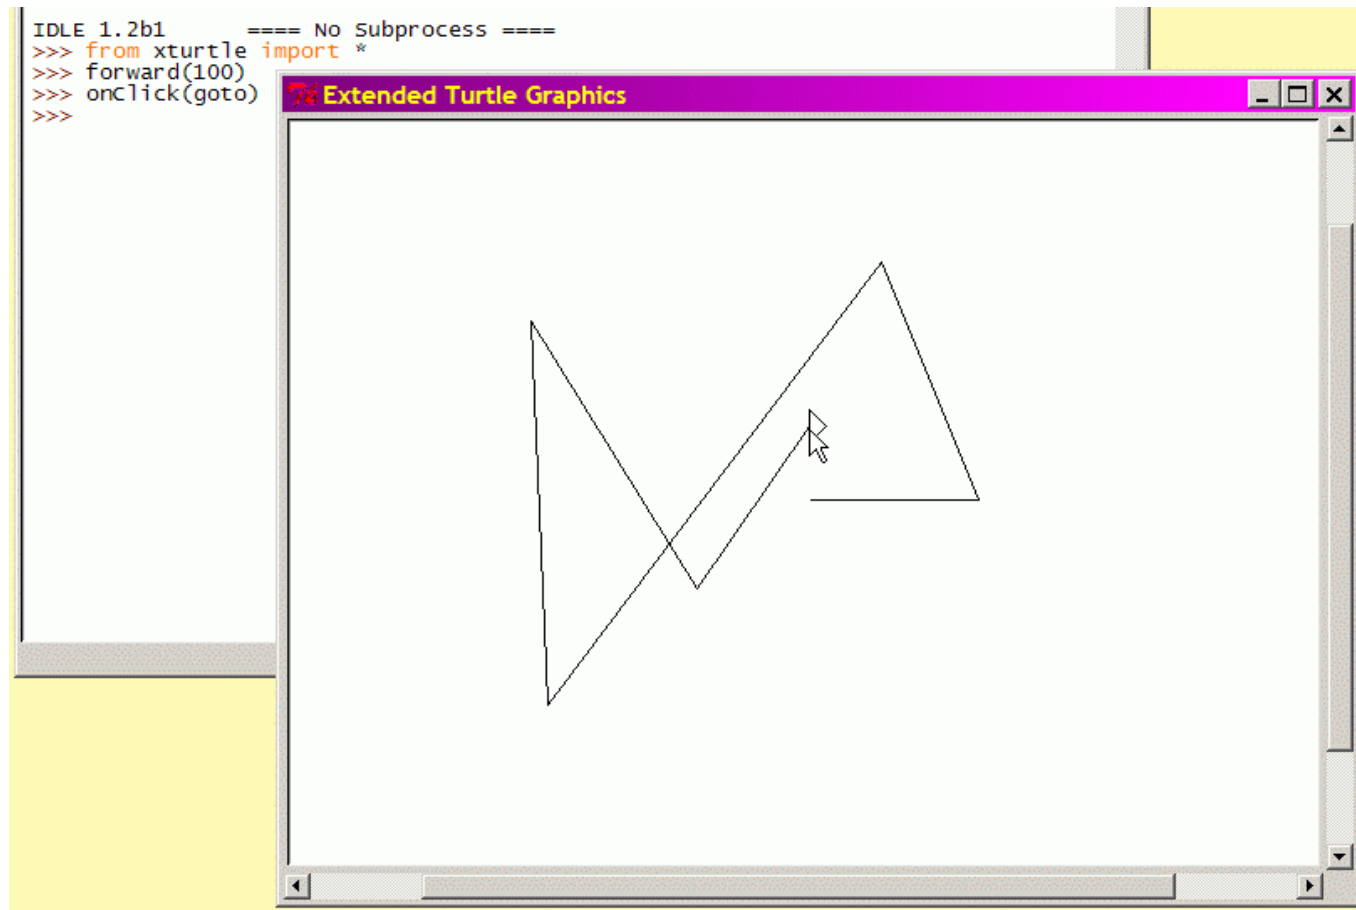 IDLE 1.2b1      ==== No Subprocess ====
>>> from xturtle import *
>>> forward(100)
>>> onClick(goto)
>>>
Extended Turtle Graphics